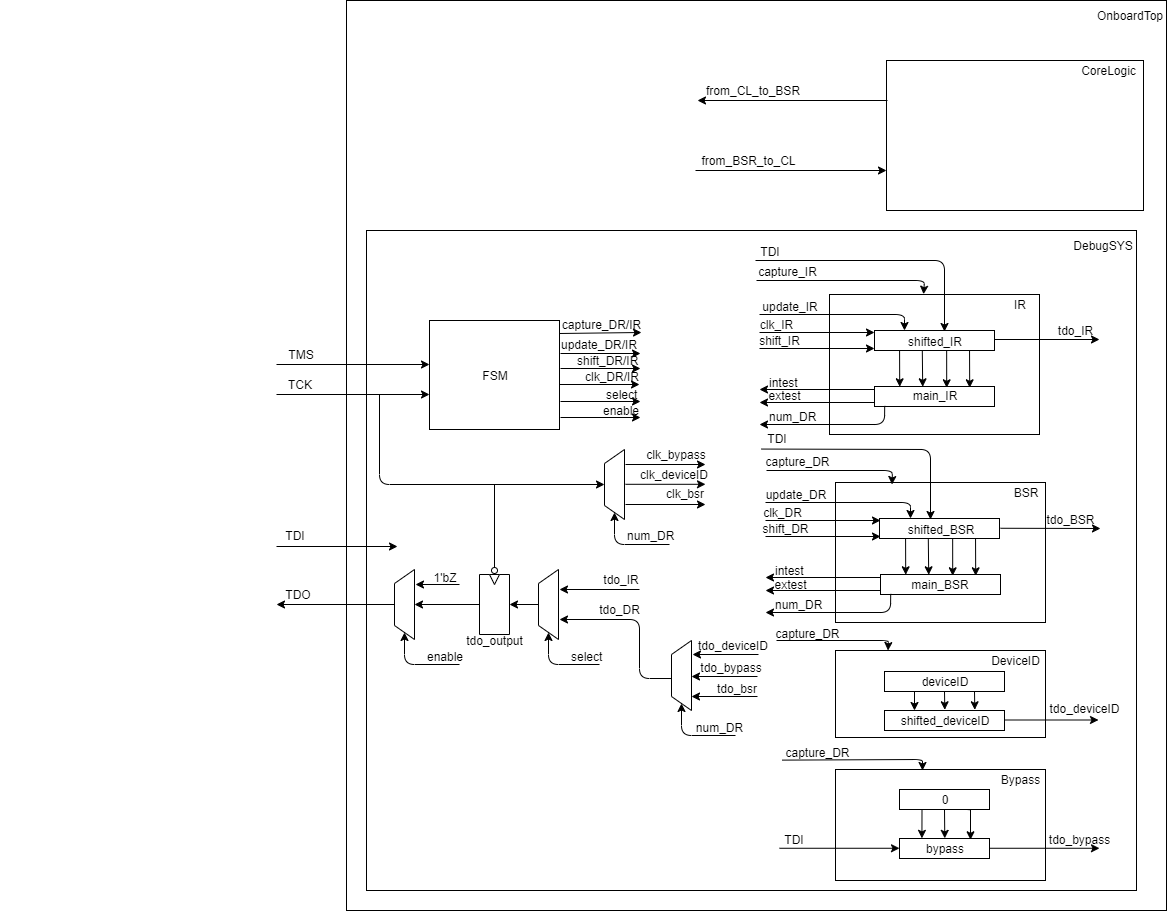 OnboardTop
CoreLogic
from_CL_to_BSR
from_BSR_to_CL
DebugSYS
TMS
TCK
TDI
TDO
FSM
capture_DR/IR
update_DR/IR
shift_DR/IR
clk_DR/IR
select
enable
clk_bypass
clk_deviceID
clk_bsr
num_DR
1'bZ
enable
tdo_output
tdo_IR
tdo_DR
select
tdo_deviceID
tdo_bypass
tdo_bsr
num_DR
TDI
capture_IR
IR
update_IR
clk_IR
shift_IR
shifted_IR
tdo_IR
intest
extest
main_IR
num_DR
TDI
capture_DR
BSR
update_DR
clk_DR
shift_DR
shifted_BSR
tdo_BSR
intest
extest
main_BSR
num_DR
capture_DR
DeviceID
deviceID
shifted_deviceID
tdo_deviceID
capture_DR
Bypass
0
TDI
bypass
tdo_bypass